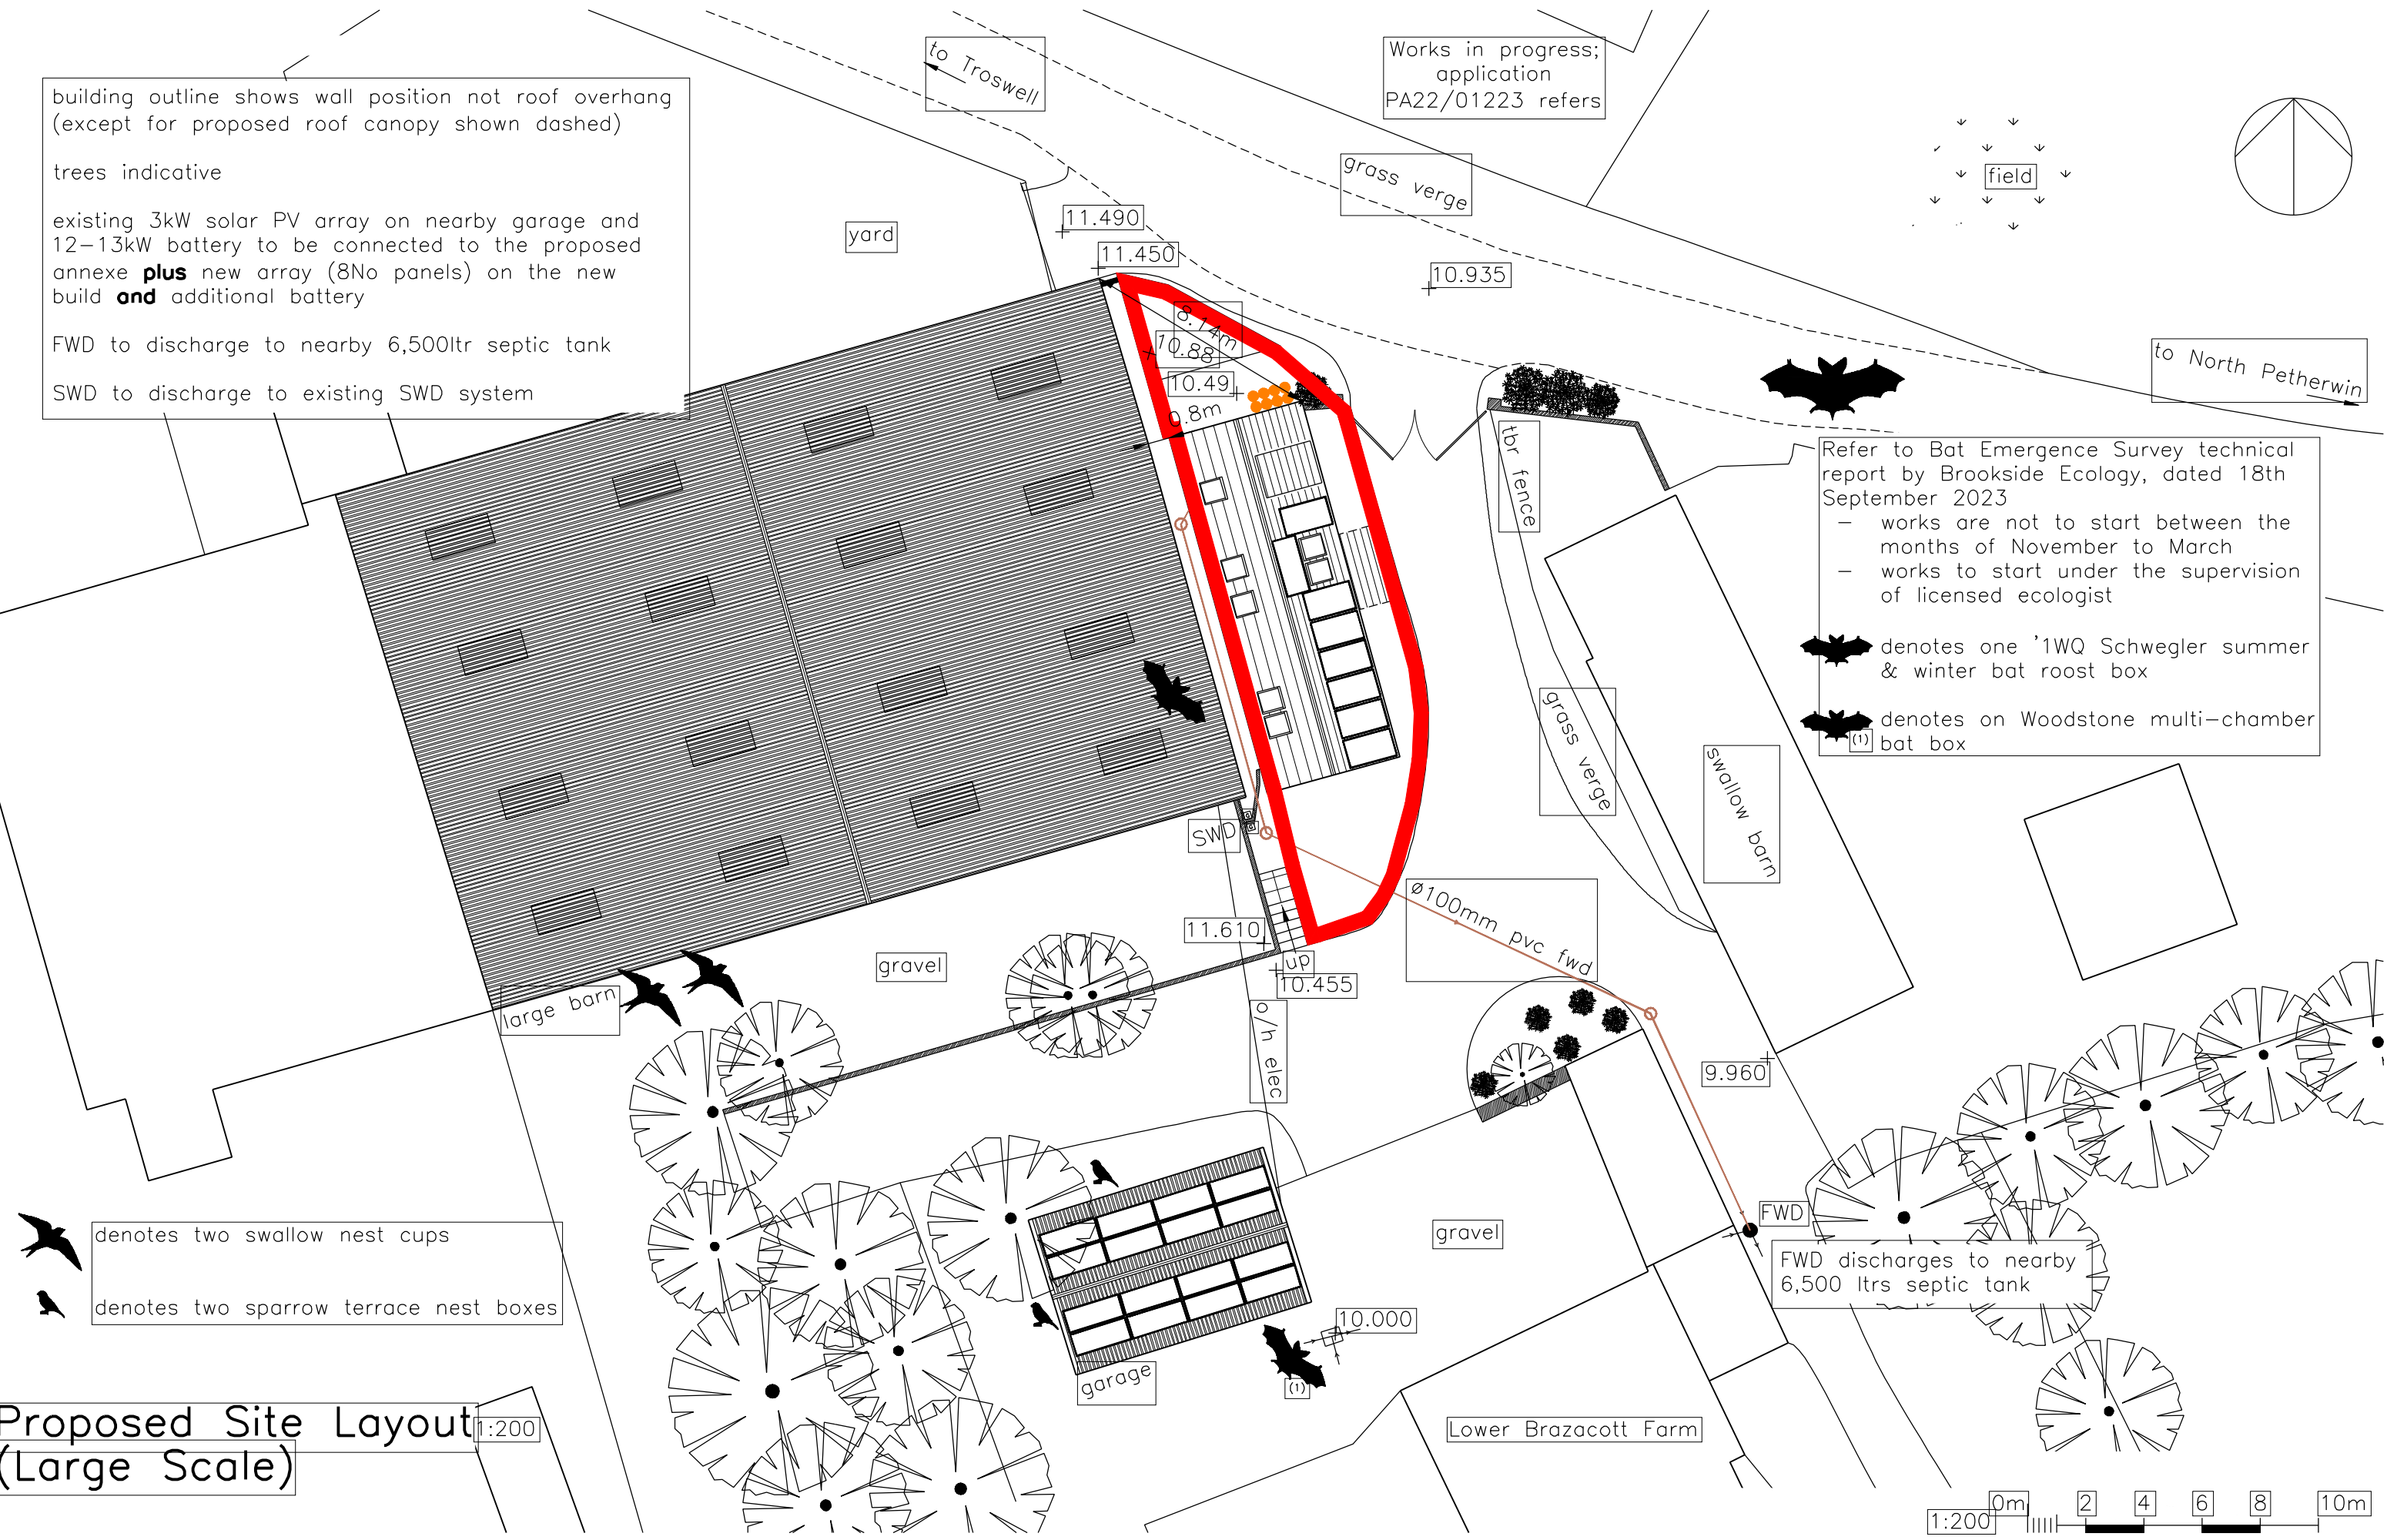 building outline shows wall position not roof overhang
(except for proposed roof canopy shown dashed)
trees indicative
existing 3kW solar PV array on nearby garage and
12-13kW battery to be connected to the proposed
annexe plus new array (8No panels) on the new
build and additional battery
FWD to discharge to nearby 6,500ltr septic tank
SWD to discharge to existing SWD system
to Troswell
Works in progress;
application
PA22/01223 refers
grass verge
field
yard
11.490
11.450
10.935
to North Petherwin
8.14m
10.88
10.49
0.8m
tbr fence
Refer to Bat Emergence Survey technical
report by Brookside Ecology, dated 18th
September 2023
- works are not to start between the
months of November to March
- works to start under the supervision
of licensed ecologist
denotes one '1WQ Schwegler summer
& winter bat roost box
denotes on Woodstone multi-chamber
(1) bat box
grass verge
swallow barn
SWD
Ø100mm pvc fwd
11.610
up
10.455
gravel
large barn
o/h elec
9.960
FWD
gravel
FWD discharges to nearby
6,500 ltrs septic tank
denotes two swallow nest cups
denotes two sparrow terrace nest boxes
10.000
garage
(1)
Lower Brazacott Farm
Proposed Site Layout 1:200
(Large Scale)
1:200 0m 2 4 6 8 10m